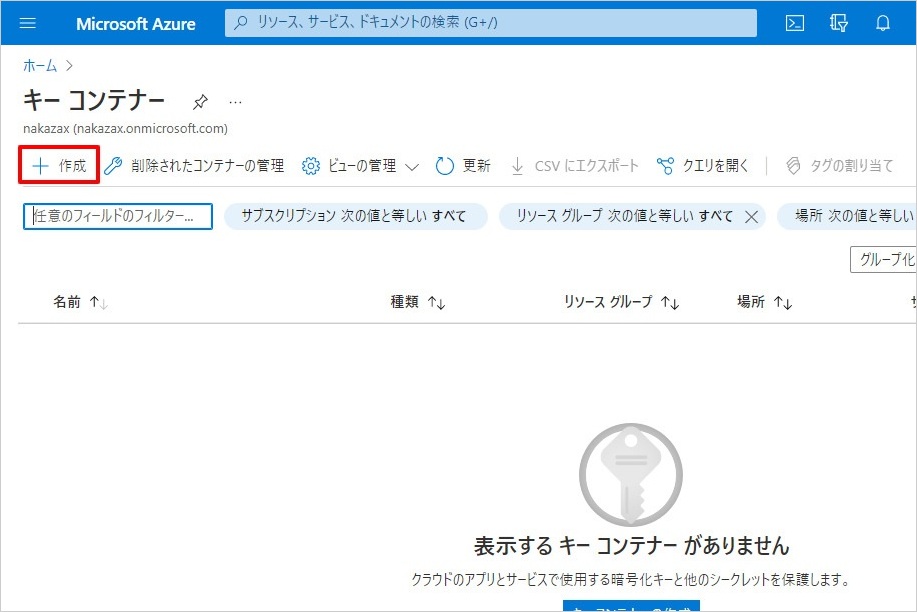 Microsoft Azure
リソース、サービス、ドキュメントの検索 (G+/)
ホーム
キー コンテナー
nakazax (nakazax.onmicrosoft.com)
作成 削除されたコンテナーの管理 ビューの管理 更新 CSV にエクスポート クエリを開く タグの割り当て
任意のフィールドのフィルター... サブスクリプション 次の値と等しい すべて リソース グループ 次の値と等しい すべて 場所 次の値と等しい
グループ化
名前 種類 リソース グループ 場所
表示する キー コンテナー がありません
クラウドのアプリとサービスで使用する暗号化キーと他のシークレットを保護します。
キー コンテナー の作成